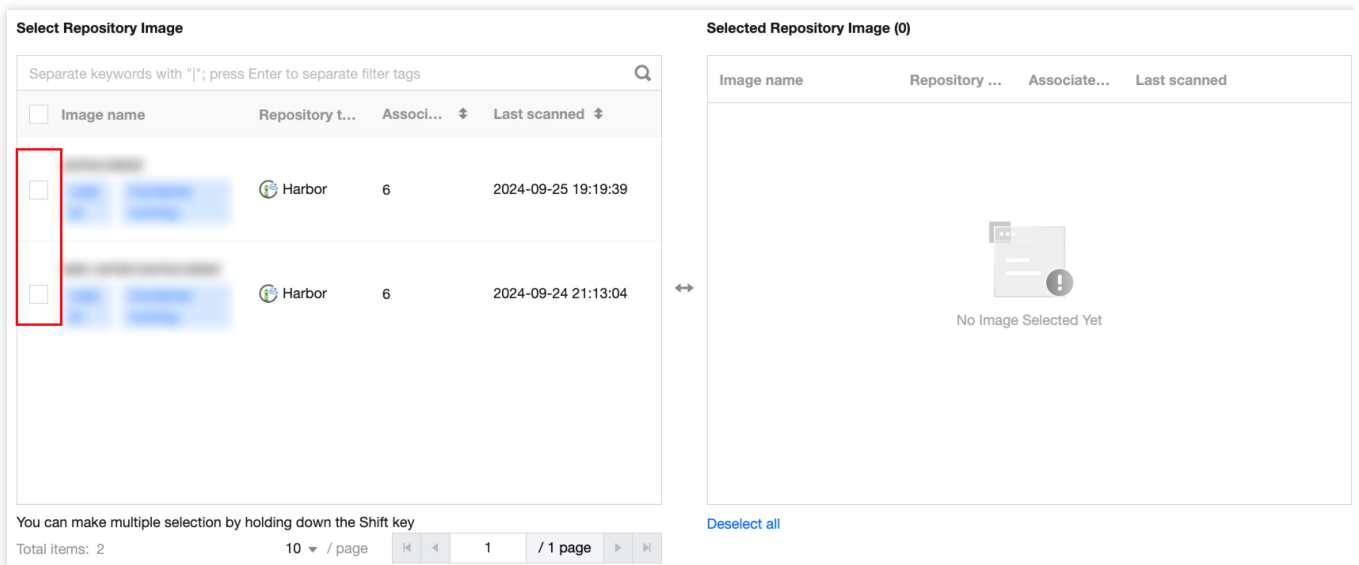 Select Repository Image
Separate keywords with "|"; press Enter to separate filter tags
Image name Repository t... Associ... Last scanned
Harbor 6 2024-09-25 19:19:39
Harbor 6 2024-09-24 21:13:04
You can make multiple selection by holding down the Shift key
Total items: 2 10 / page 1 / 1 page
Selected Repository Image (0)
Image name Repository ... Associate... Last scanned
No Image Selected Yet
Deselect all